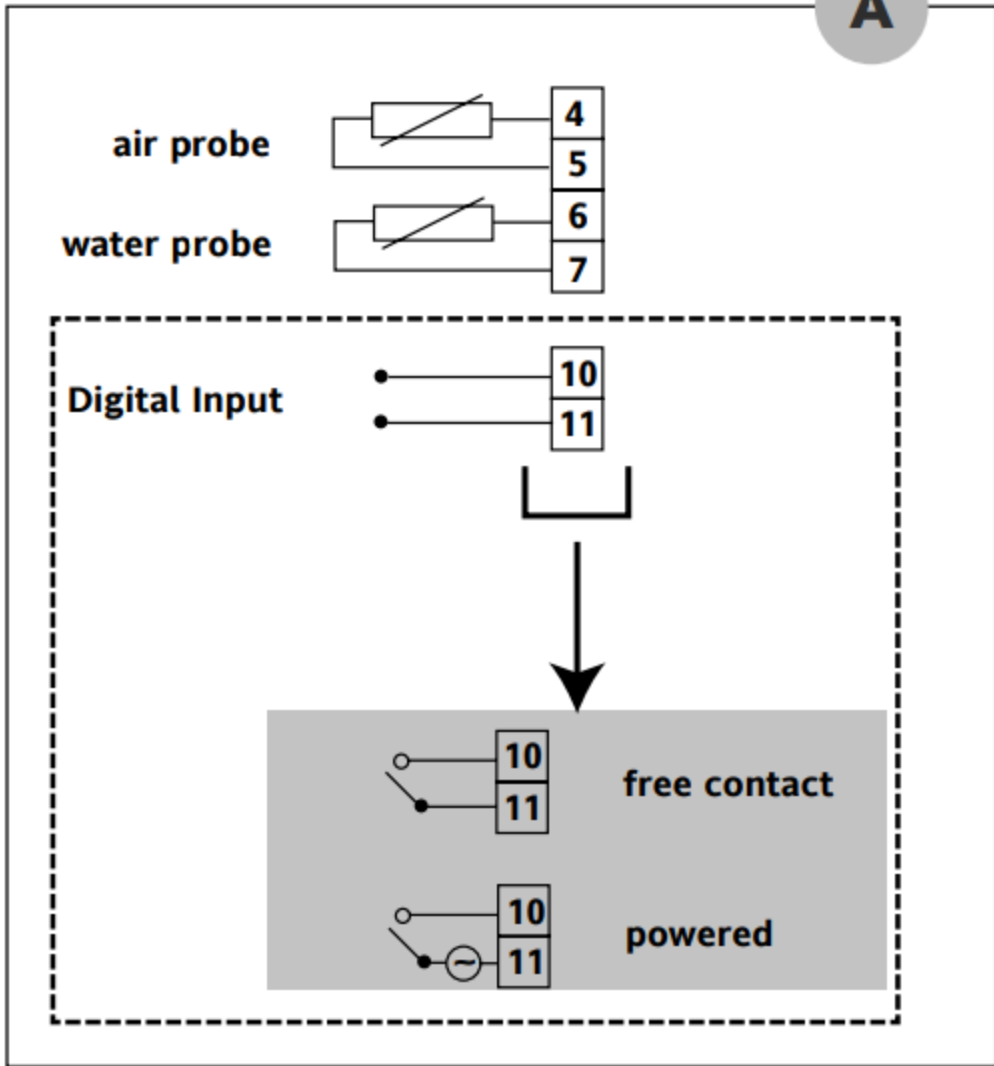 A
4
air probe
5
6
water probe
7
10
Digital Input
11
10
free contact
11
10
powered
~ 11